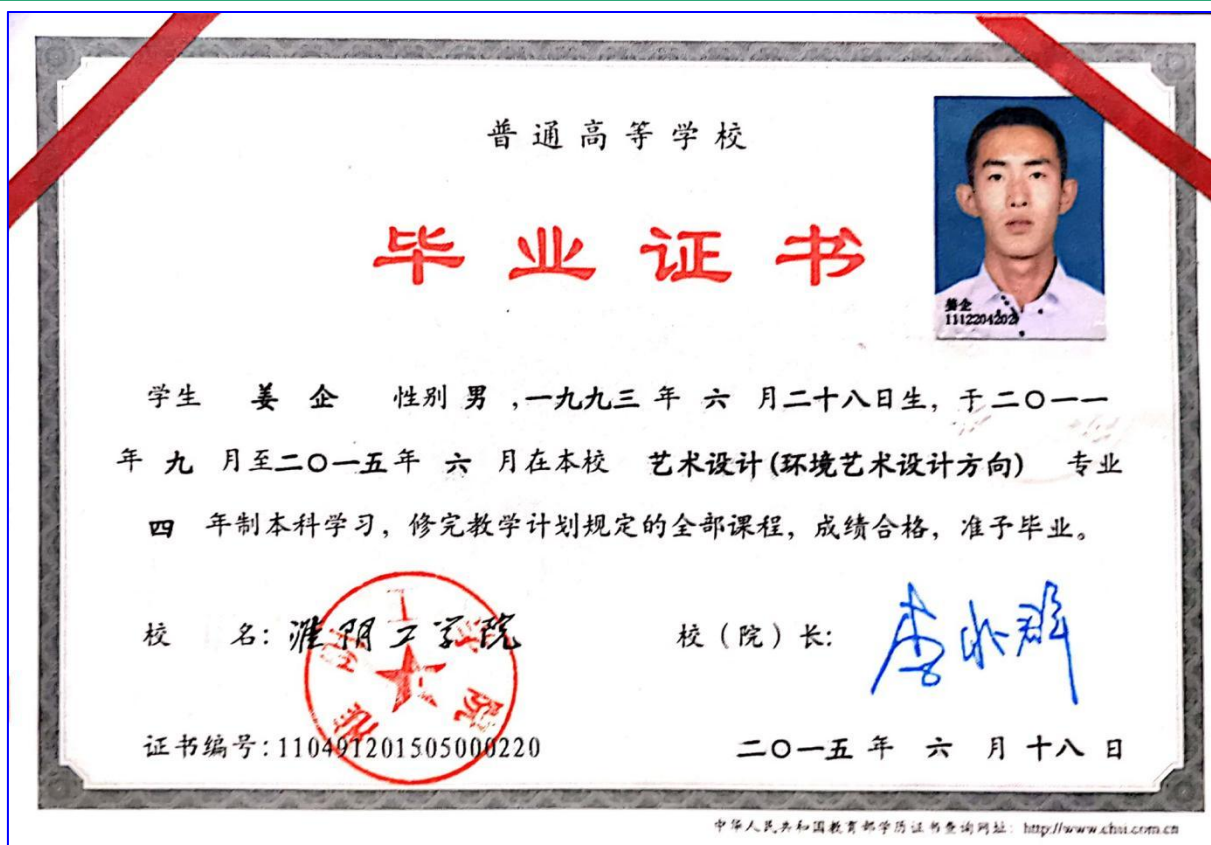 普通高等学校
毕业证书
姜企
1112204202
学生 姜企 性别 男,一九九三 年 六 月二十八日生,于二〇一一
年 九 月至二〇一五年 六 月在本校 艺术设计(环境艺术设计方向) 专业
四 年制本科学习,修完教学计划规定的全部课程,成绩合格,准予毕业。
校 名:淮阴工学院 校(院)长:
证书编号:110491201505000220 二〇一五 年 六 月 十八 日
中华人民共和国教育部学历证书查询网址:http://www.chsi.com.cn